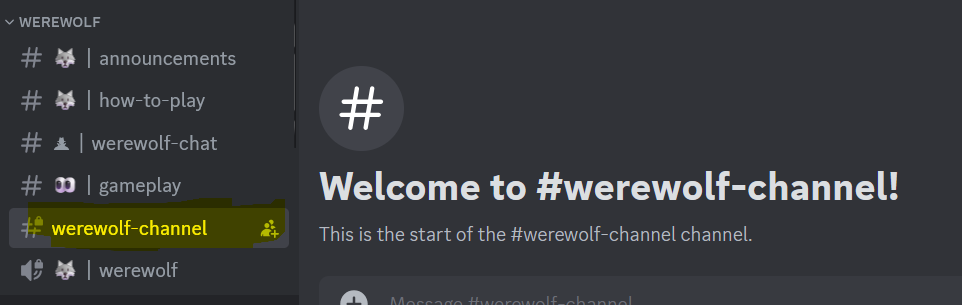 WEREWOLF
# 🐺 | announcements
# 🐺 | how-to-play
# | werewolf-chat
# 👀 | gameplay
# werewolf-channel
🐺 | werewolf
#
Welcome to #werewolf-channel!
This is the start of the #werewolf-channel channel.
Message #werewolf-channel